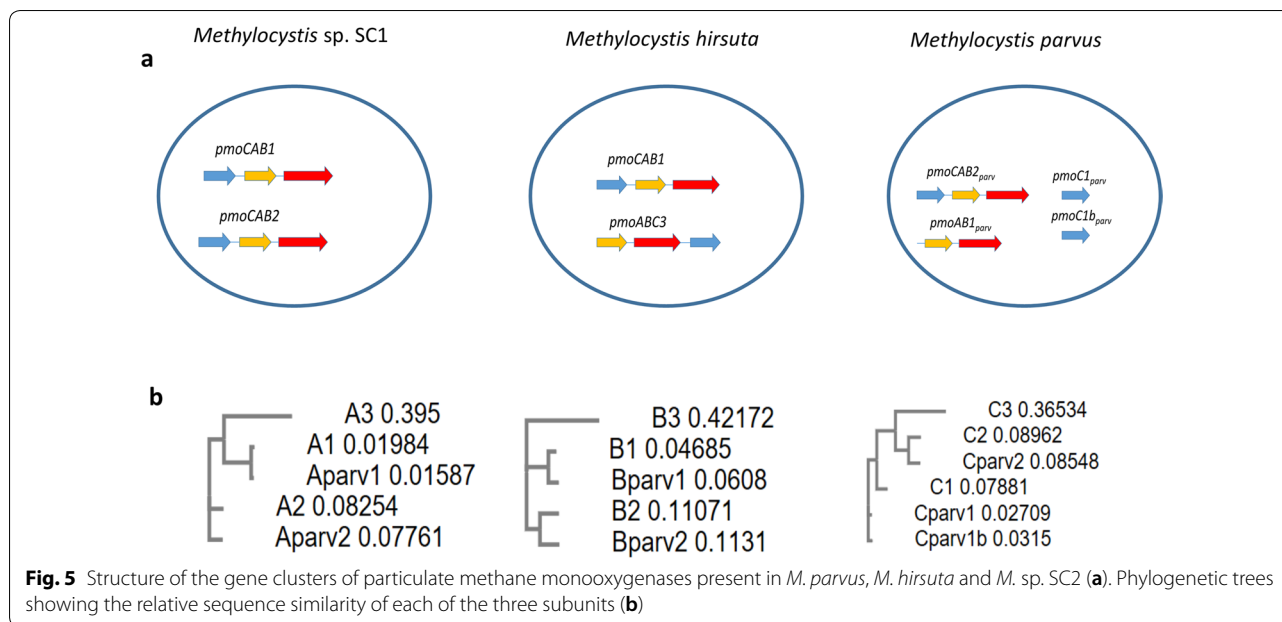 Methylocystis sp. SC1
Methylocystis hirsuta
Methylocystis parvus
a
pmoCAB1
pmoCAB2
pmoCAB1
pmoABC3
pmoCAB2parv
pmoC1parv
pmoAB1parv
pmoC1bparv
b
A3 0.395
A1 0.01984
Aparv1 0.01587
A2 0.08254
Aparv2 0.07761
B3 0.42172
B1 0.04685
Bparv1 0.0608
B2 0.11071
Bparv2 0.1131
C3 0.36534
C2 0.08962
Cparv2 0.08548
C1 0.07881
Cparv1 0.02709
Cparv1b 0.0315
Fig. 5 Structure of the gene clusters of particulate methane monooxygenases present in M. parvus, M. hirsuta and M. sp. SC2 (a). Phylogenetic trees
showing the relative sequence similarity of each of the three subunits (b)